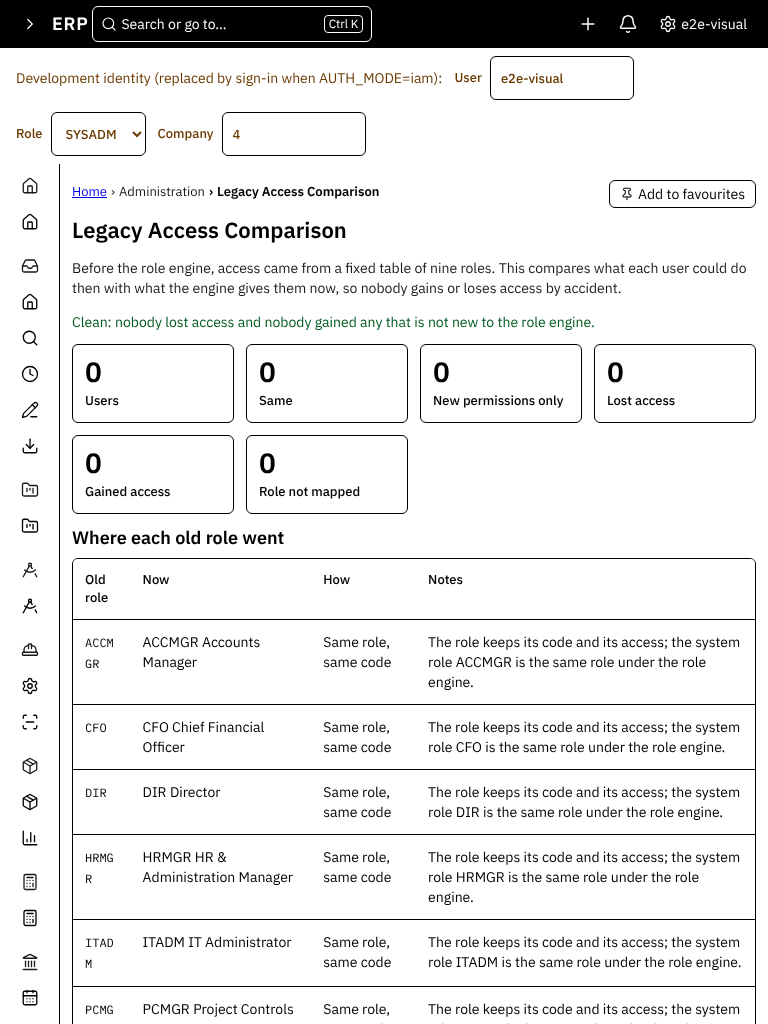 ERP Search or go to... Ctrl K e2e-visual
Development identity (replaced by sign-in when AUTH_MODE=iam): User e2e-visual
Role SYSADM Company 4
Home › Administration › Legacy Access Comparison Add to favourites
Legacy Access Comparison
Before the role engine, access came from a fixed table of nine roles. This compares what each user could do
then with what the engine gives them now, so nobody gains or loses access by accident.
Clean: nobody lost access and nobody gained any that is not new to the role engine.
0 0 0 0
Users Same New permissions only Lost access
0 0
Gained access Role not mapped
Where each old role went
Old Now How Notes
role
ACCM ACCMGR Accounts Same role, The role keeps its code and its access; the system
GR Manager same code role ACCMGR is the same role under the role
engine.
CFO CFO Chief Financial Same role, The role keeps its code and its access; the system
Officer same code role CFO is the same role under the role engine.
DIR DIR Director Same role, The role keeps its code and its access; the system
same code role DIR is the same role under the role engine.
HRMG HRMGR HR & Same role, The role keeps its code and its access; the system
R Administration Manager same code role HRMGR is the same role under the role
engine.
ITAD ITADM IT Administrator Same role, The role keeps its code and its access; the system
M same code role ITADM is the same role under the role engine.
PCMG PCMGR Project Controls Same role, The role keeps its code and its access; the system